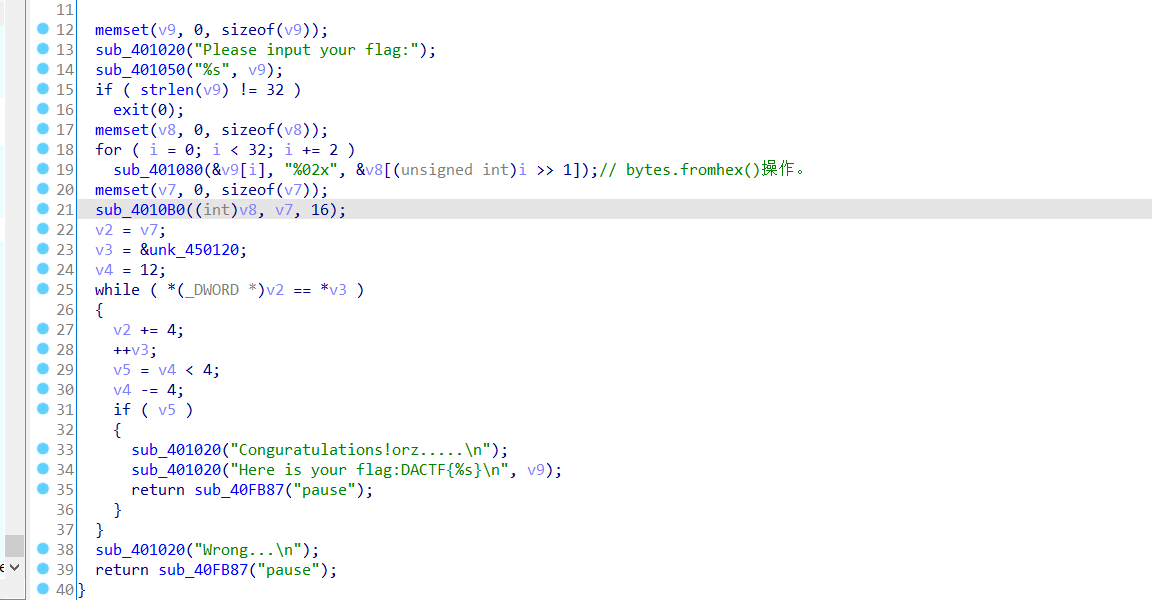 11
12 memset(v9, 0, sizeof(v9));
13 sub_401020("Please input your flag:");
14 sub_401050("%s", v9);
15 if ( strlen(v9) != 32 )
16 exit(0);
17 memset(v8, 0, sizeof(v8));
18 for ( i = 0; i < 32; i += 2 )
19 sub_401080(&v9[i], "%02x", &v8[(unsigned int)i >> 1]);// bytes.fromhex()操作。
20 memset(v7, 0, sizeof(v7));
21 sub_4010B0((int)v8, v7, 16);
22 v2 = v7;
23 v3 = &unk_450120;
24 v4 = 12;
25 while ( *(_DWORD *)v2 == *v3 )
26 {
27 v2 += 4;
28 ++v3;
29 v5 = v4 < 4;
30 v4 -= 4;
31 if ( v5 )
32 {
33 sub_401020("Conguratulations!orz.....\n");
34 sub_401020("Here is your flag:DACTF{%s}\n", v9);
35 return sub_40FB87("pause");
36 }
37 }
38 sub_401020("Wrong...\n");
39 return sub_40FB87("pause");
40 }